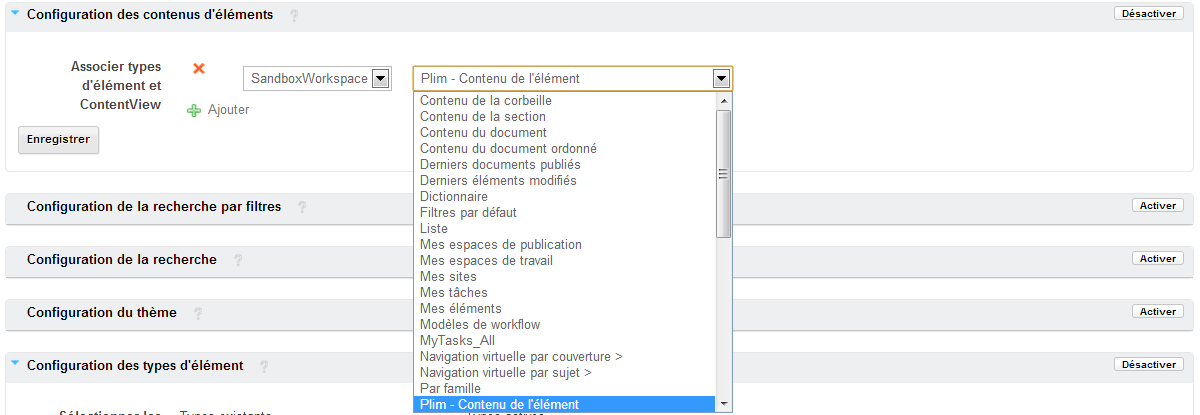 Configuration des contenus d'éléments ?
Désactiver
Associer types
d'élément et
ContentView
SandboxWorkspace
Plim - Contenu de l'élément
Ajouter
Enregistrer
Contenu de la corbeille
Contenu de la section
Contenu du document
Contenu du document ordonné
Derniers documents publiés
Derniers éléments modifiés
Dictionnaire
Filtres par défaut
Liste
Mes espaces de publication
Mes espaces de travail
Mes sites
Mes tâches
Mes éléments
Modèles de workflow
MyTasks_All
Navigation virtuelle par couverture >
Navigation virtuelle par sujet >
Par famille
Plim - Contenu de l'élément
Configuration de la recherche par filtres ?
Activer
Configuration de la recherche ?
Activer
Configuration du thème ?
Activer
Configuration des types d'élément ?
Désactiver
Sélectionner les
Types existants